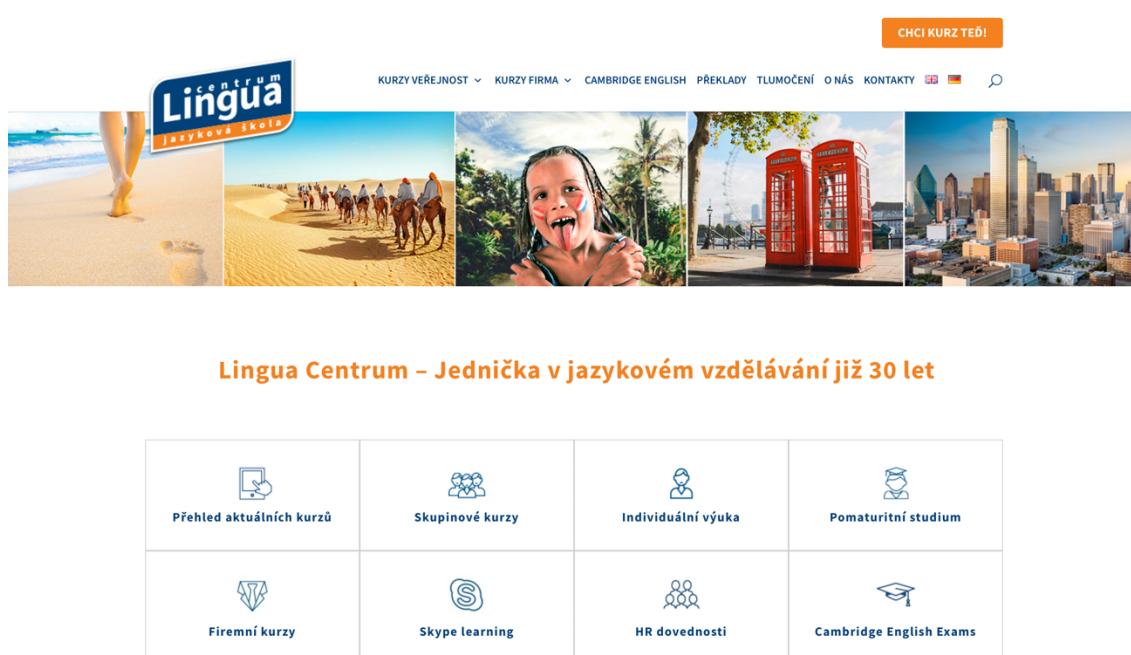 CHCI KURZ TEĎ!
centrum
Lingua
jazyková škola
KURZY VEŘEJNOST KURZY FIRMA CAMBRIDGE ENGLISH PŘEKLADY TLUMOČENÍ O NÁS KONTAKTY
Lingua Centrum – Jednička v jazykovém vzdělávání již 30 let
Přehled aktuálních kurzů Skupinové kurzy Individuální výuka Pomaturitní studium
Firemní kurzy Skype learning HR dovednosti Cambridge English Exams